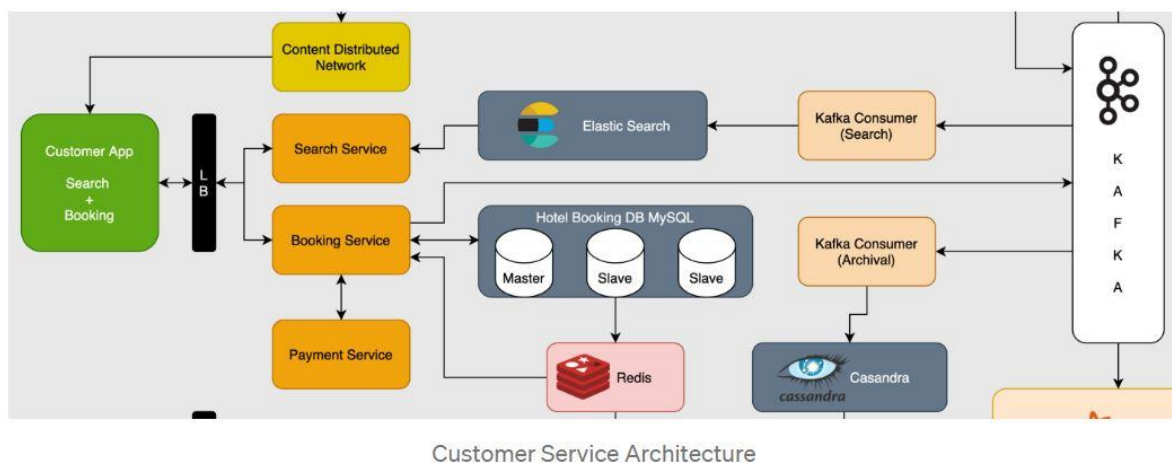 Content Distributed
Network
Customer App
Search
+
Booking
L
B
Search Service
Booking Service
Payment Service
Elastic Search
Hotel Booking DB MySQL
Master
Slave
Slave
Redis
Kafka Consumer
(Search)
Kafka Consumer
(Archival)
cassandra
Casandra
K
A
F
K
A
Customer Service Architecture